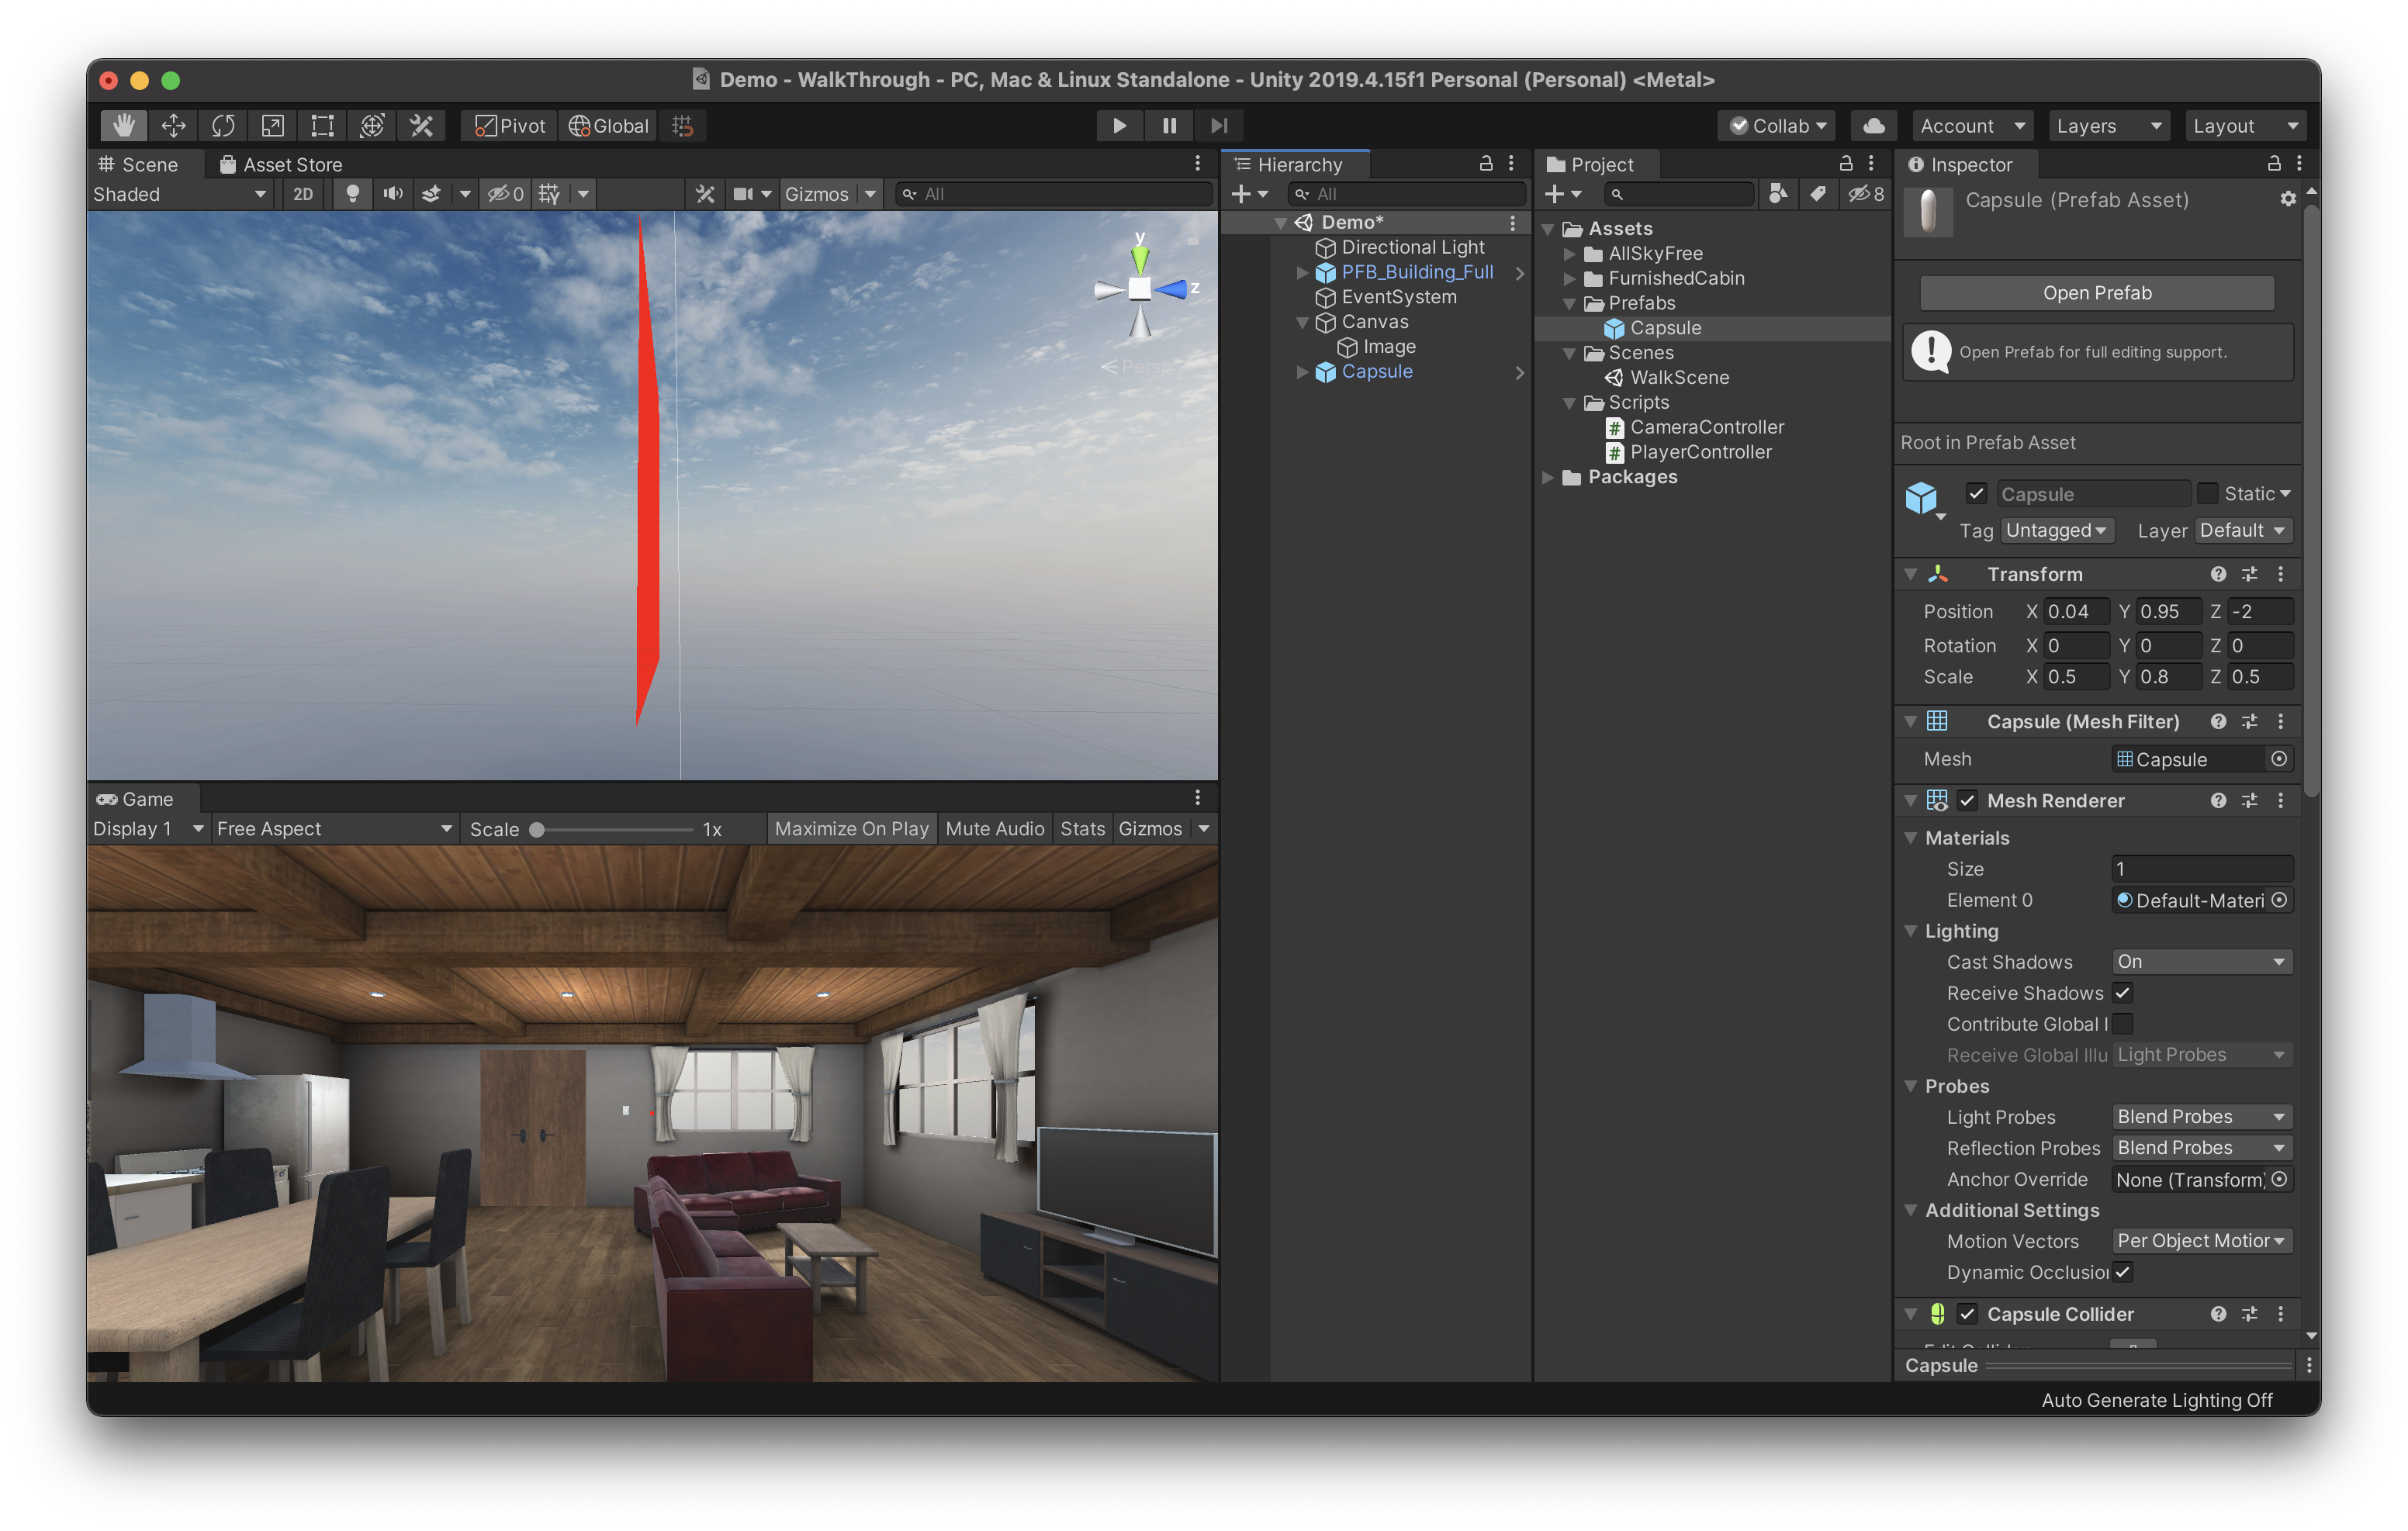 Demo - WalkThrough - PC, Mac & Linux Standalone - Unity 2019.4.15f1 Personal (Personal) <Metal>
Pivot Global Collab Account Layers Layout
Scene Asset Store
Shaded 2D 0 Gizmos All
y
z
Persp
Game
Display 1 Free Aspect Scale 1x Maximize On Play Mute Audio Stats Gizmos
Hierarchy
All
Demo*
Directional Light
PFB_Building_Full
EventSystem
Canvas
Image
Capsule
Project
8
Assets
AllSkyFree
FurnishedCabin
Prefabs
Capsule
Scenes
WalkScene
Scripts
CameraController
PlayerController
Packages
Inspector
Capsule (Prefab Asset)
Open Prefab
Open Prefab for full editing support.
Root in Prefab Asset
Capsule Static
Tag Untagged Layer Default
Transform
Position X 0.04 Y 0.95 Z -2
Rotation X 0 Y 0 Z 0
Scale X 0.5 Y 0.8 Z 0.5
Capsule (Mesh Filter)
Mesh Capsule
Mesh Renderer
Materials
Size 1
Element 0 Default-Materi
Lighting
Cast Shadows On
Receive Shadows
Contribute Global I
Receive Global Illu Light Probes
Probes
Light Probes Blend Probes
Reflection Probes Blend Probes
Anchor Override None (Transform)
Additional Settings
Motion Vectors Per Object Motion
Dynamic Occlusion
Capsule Collider
Capsule
Auto Generate Lighting Off